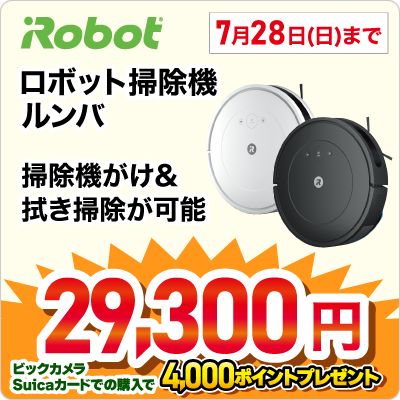 iRobot®
7月28日(日)まで
ロボット掃除機
ルンバ
掃除機がけ&
拭き掃除が可能
29,300円
ビックカメラ
Suicaカードでの購入で
4,000ポイントプレゼント